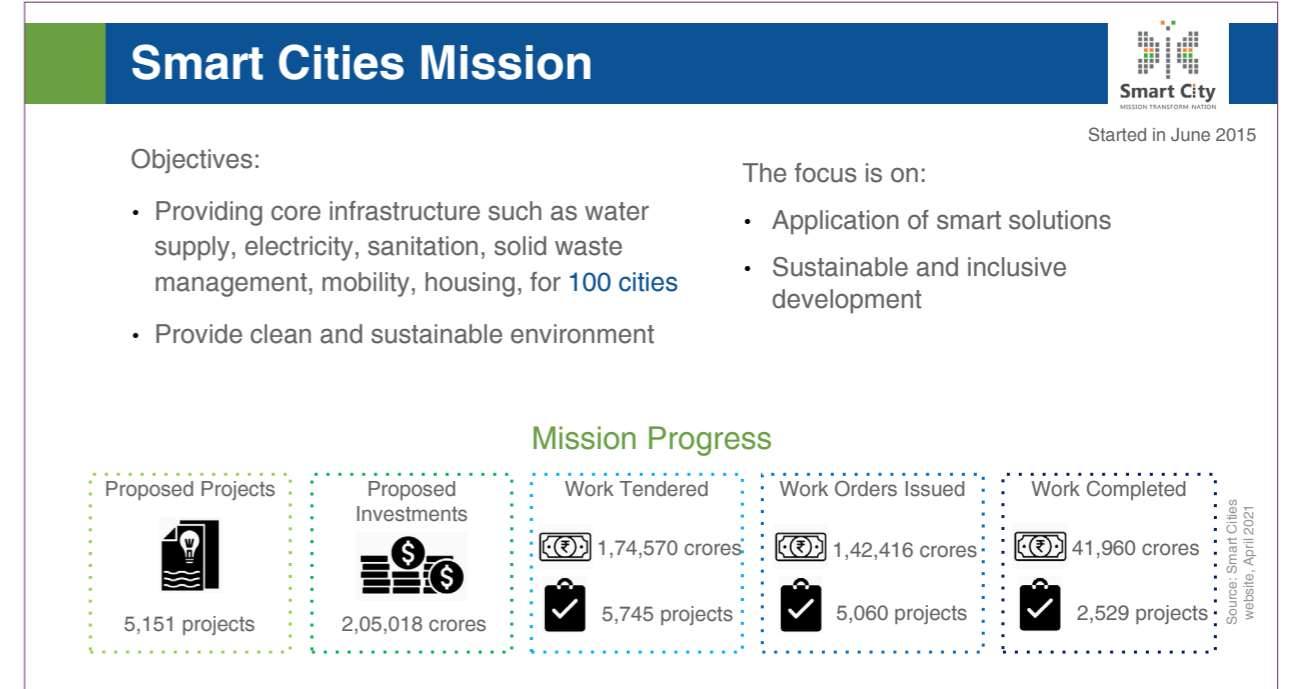 Smart Cities Mission
Smart City
MISSION TRANSFORM-NATION
Started in June 2015
Objectives:
• Providing core infrastructure such as water
supply, electricity, sanitation, solid waste
management, mobility, housing, for 100 cities
• Provide clean and sustainable environment
The focus is on:
• Application of smart solutions
• Sustainable and inclusive
development
Mission Progress
Proposed Projects
5,151 projects
Proposed
Investments
2,05,018 crores
Work Tendered
1,74,570 crores
5,745 projects
Work Orders Issued
1,42,416 crores
5,060 projects
Work Completed
41,960 crores
2,529 projects
Source: Smart Cities
website, April 2021